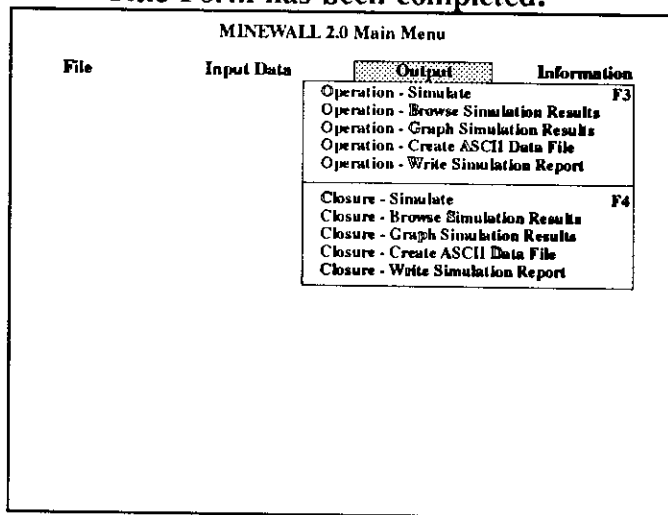 Form has been completed.
MINEWALL 2.0 Main Menu
File Input Data Output Information
Operation - Simulate F3
Operation - Browse Simulation Results
Operation - Graph Simulation Results
Operation - Create ASCII Data File
Operation - Write Simulation Report
Closure - Simulate F4
Closure - Browse Simulation Results
Closure - Graph Simulation Results
Closure - Create ASCII Data File
Closure - Write Simulation Report